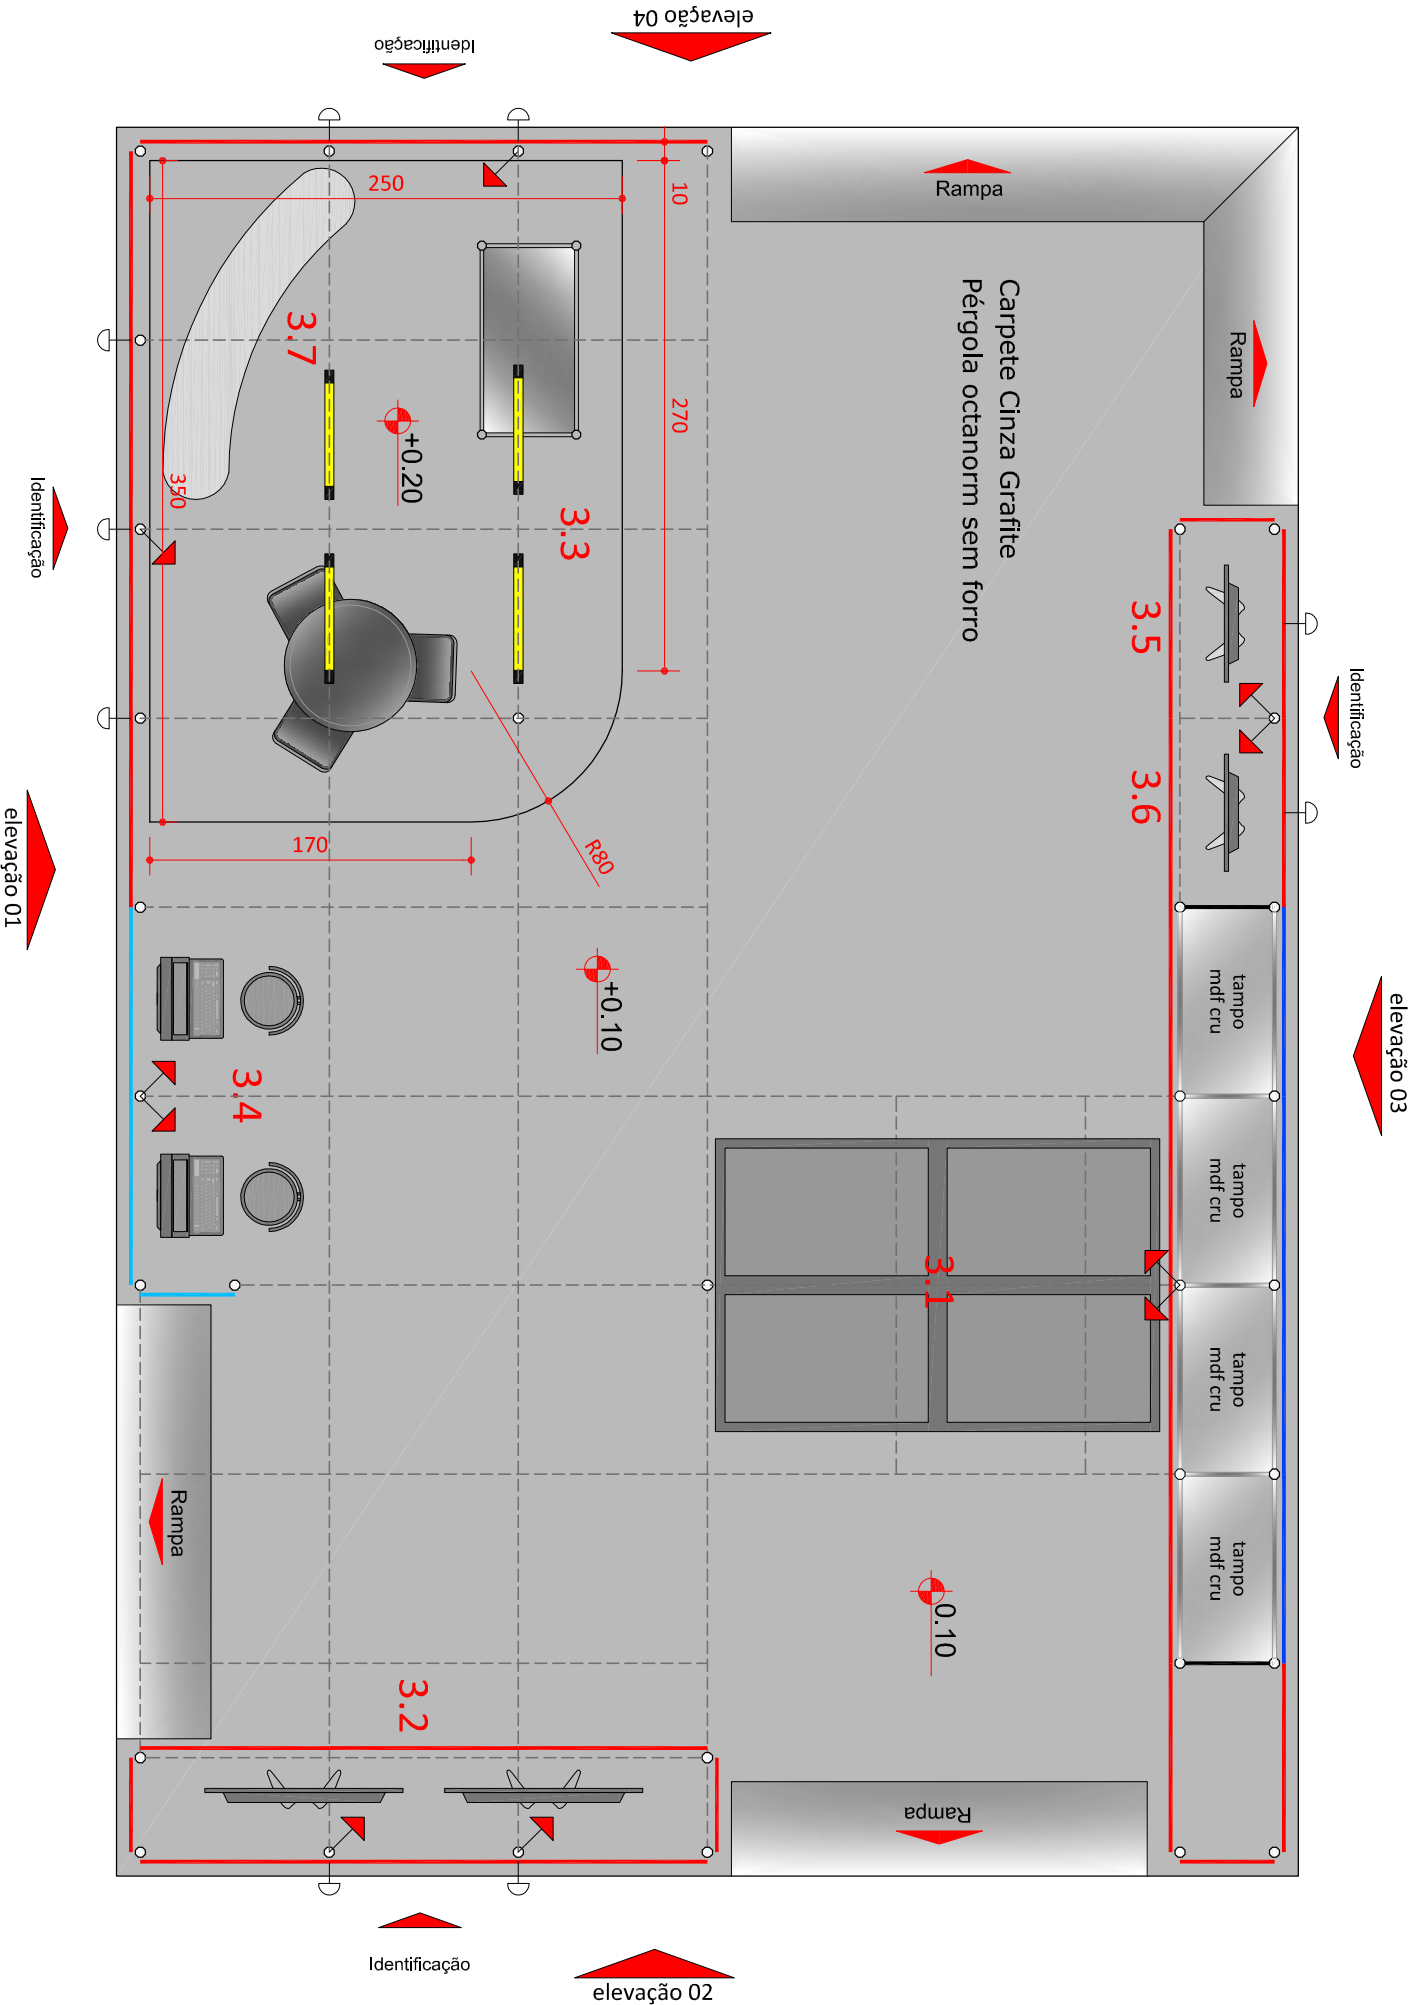 elevação 04
Identificação
Rampa
Rampa
Carpete Cinza Grafite
Pérgola octanorm sem forro
250
10
270
350
170
R80
3.7
3.3
+0.20
Identificação
3.5
3.6
Identificação
elevação 01
elevação 03
+0.10
3.4
3.1
tampo
mdf cru
tampo
mdf cru
tampo
mdf cru
tampo
mdf cru
Rampa
0.10
3.2
Rampa
Identificação
elevação 02